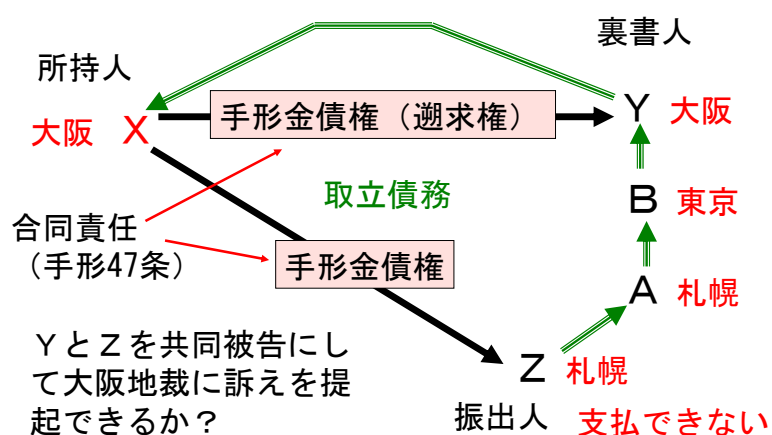 裏書人
所持人
大阪 X
手形金債権（遡求権）
Y 大阪
取立債務
B 東京
合同責任
（手形47条）
手形金債権
A 札幌
ＹとＺを共同被告にし
て大阪地裁に訴えを提
起できるか？
Z 札幌
振出人 支払できない